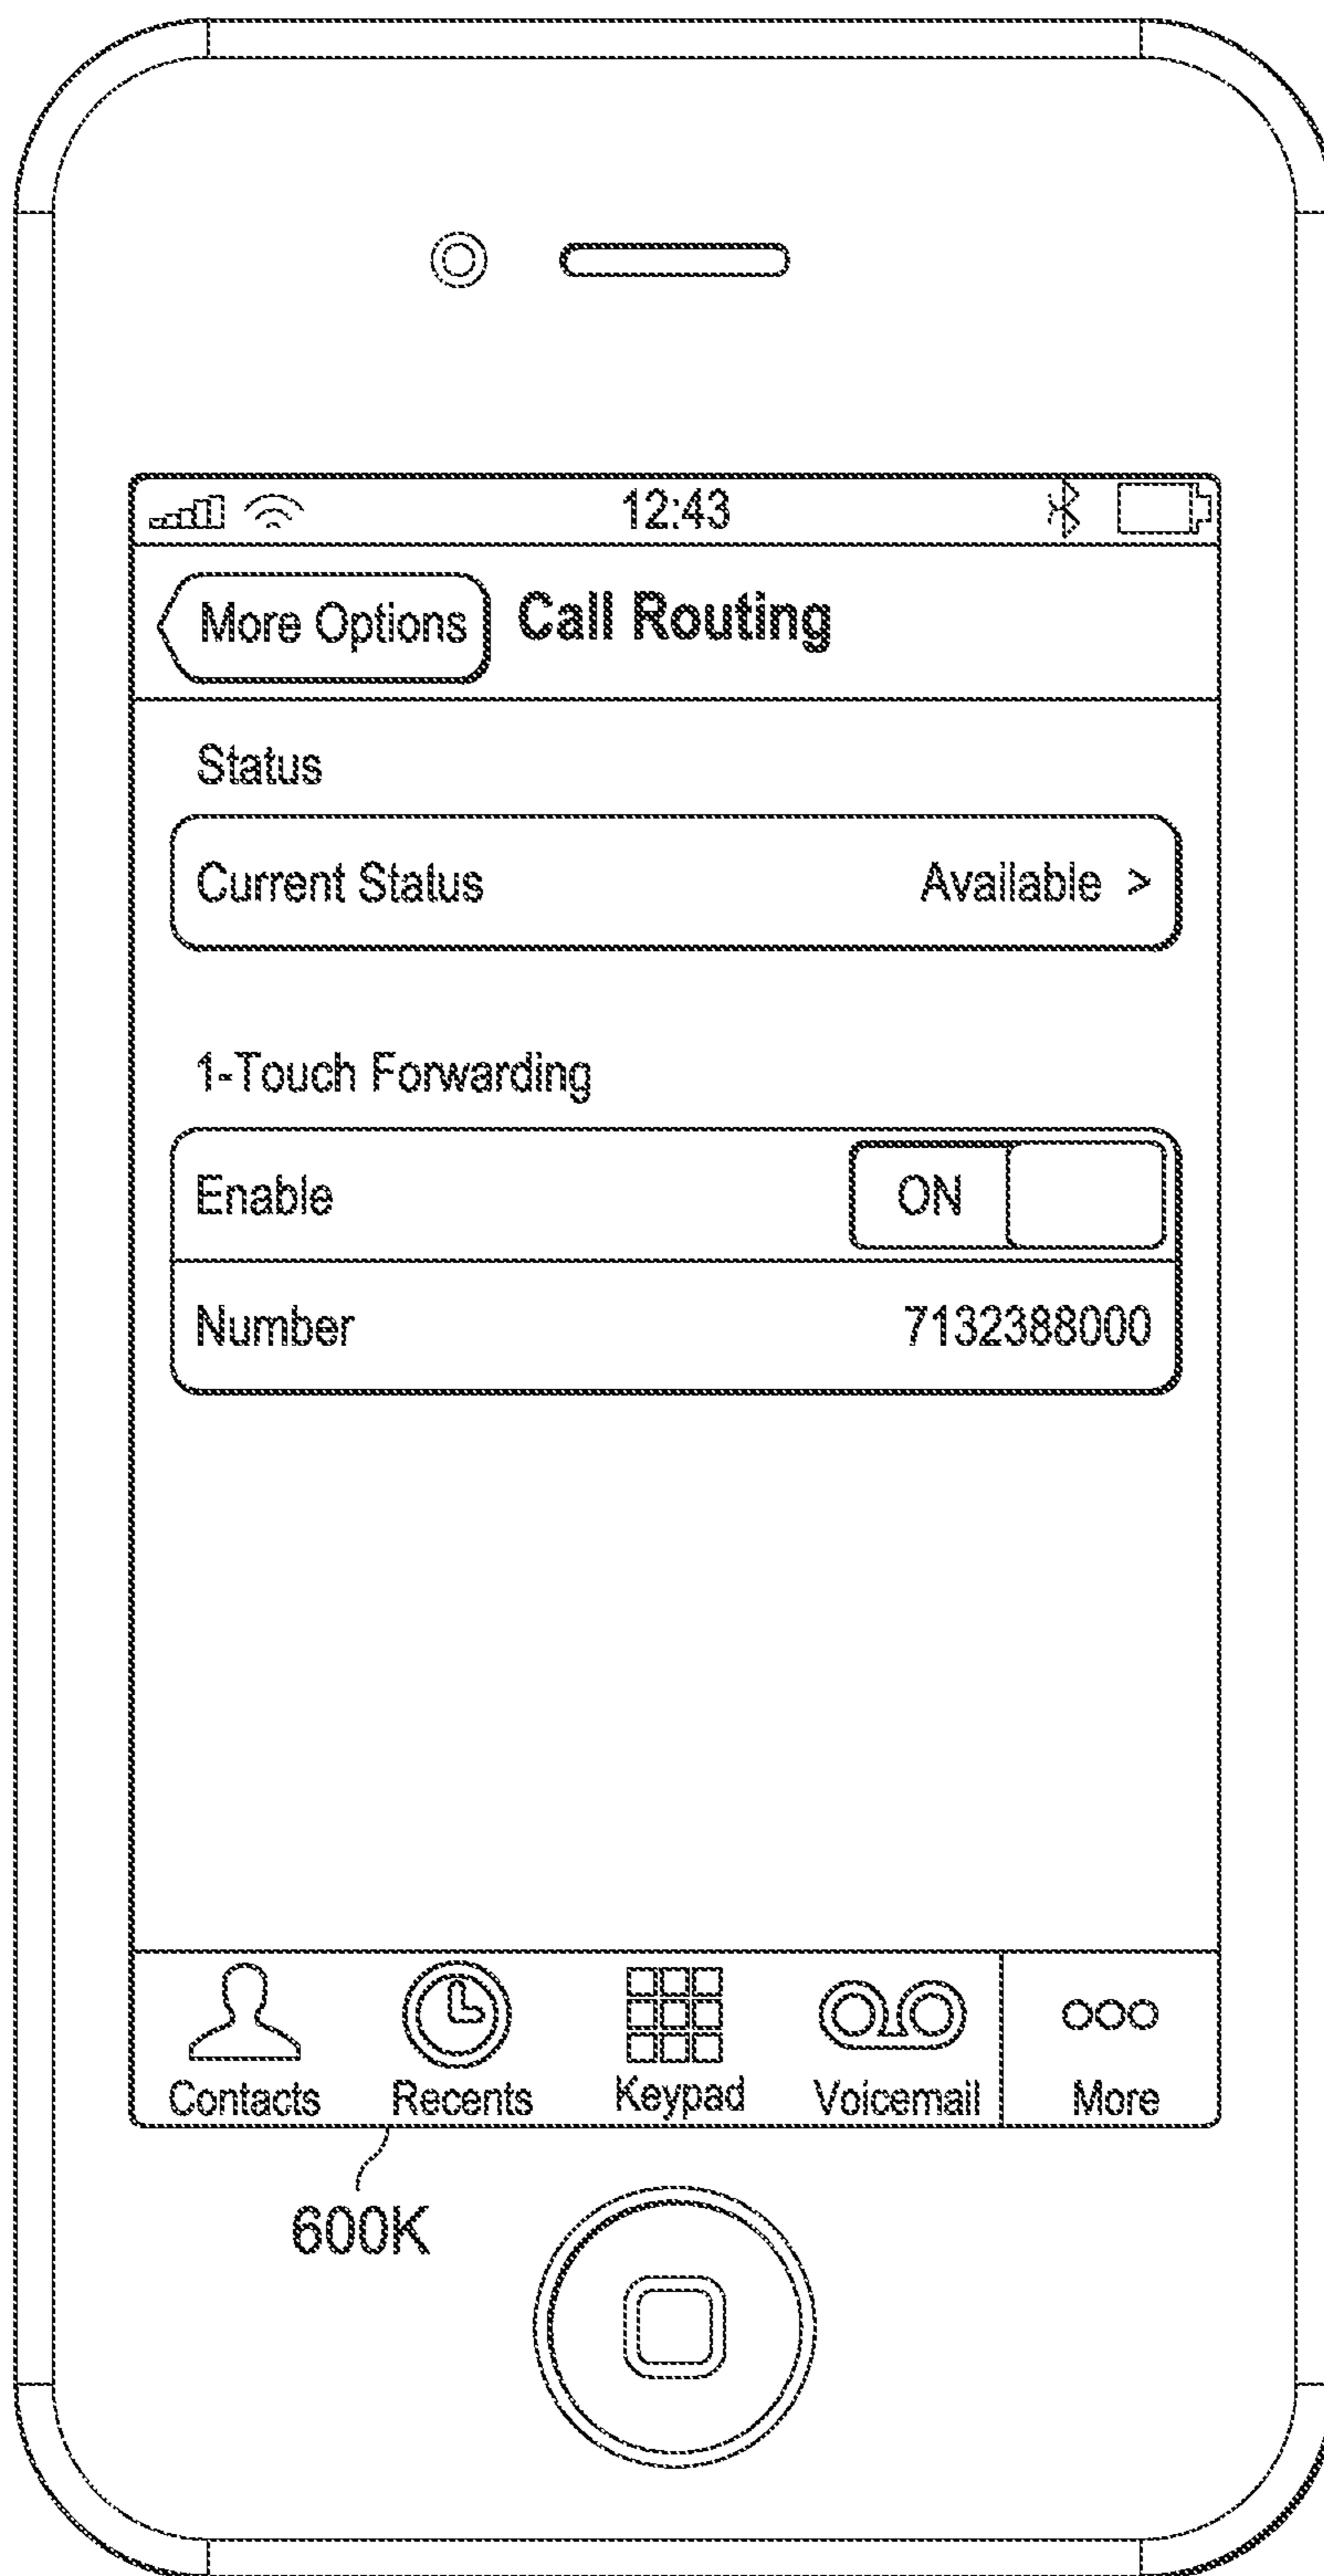 12:43
More Options Call Routing
Status
Current Status Available >
1-Touch Forwarding
Enable ON
Number 7132388000
Contacts Recents Keypad Voicemail More
600K